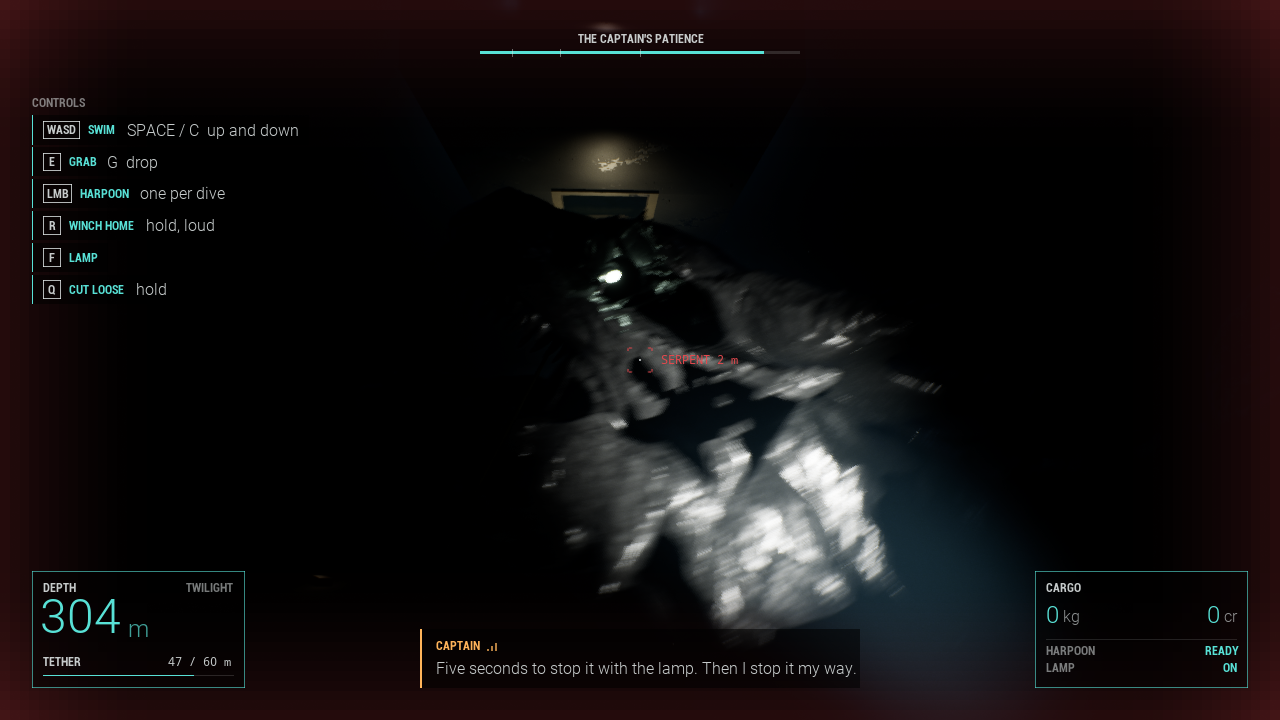 THE CAPTAIN'S PATIENCE
CONTROLS
WASD SWIM SPACE / C up and down
E GRAB G drop
LMB HARPOON one per dive
R WINCH HOME hold, loud
F LAMP
Q CUT LOOSE hold
SERPENT 2 m
DEPTH TWILIGHT
304 m
TETHER 47 / 60 m
CAPTAIN
Five seconds to stop it with the lamp. Then I stop it my way.
CARGO
0 kg 0 cr
HARPOON READY
LAMP ON